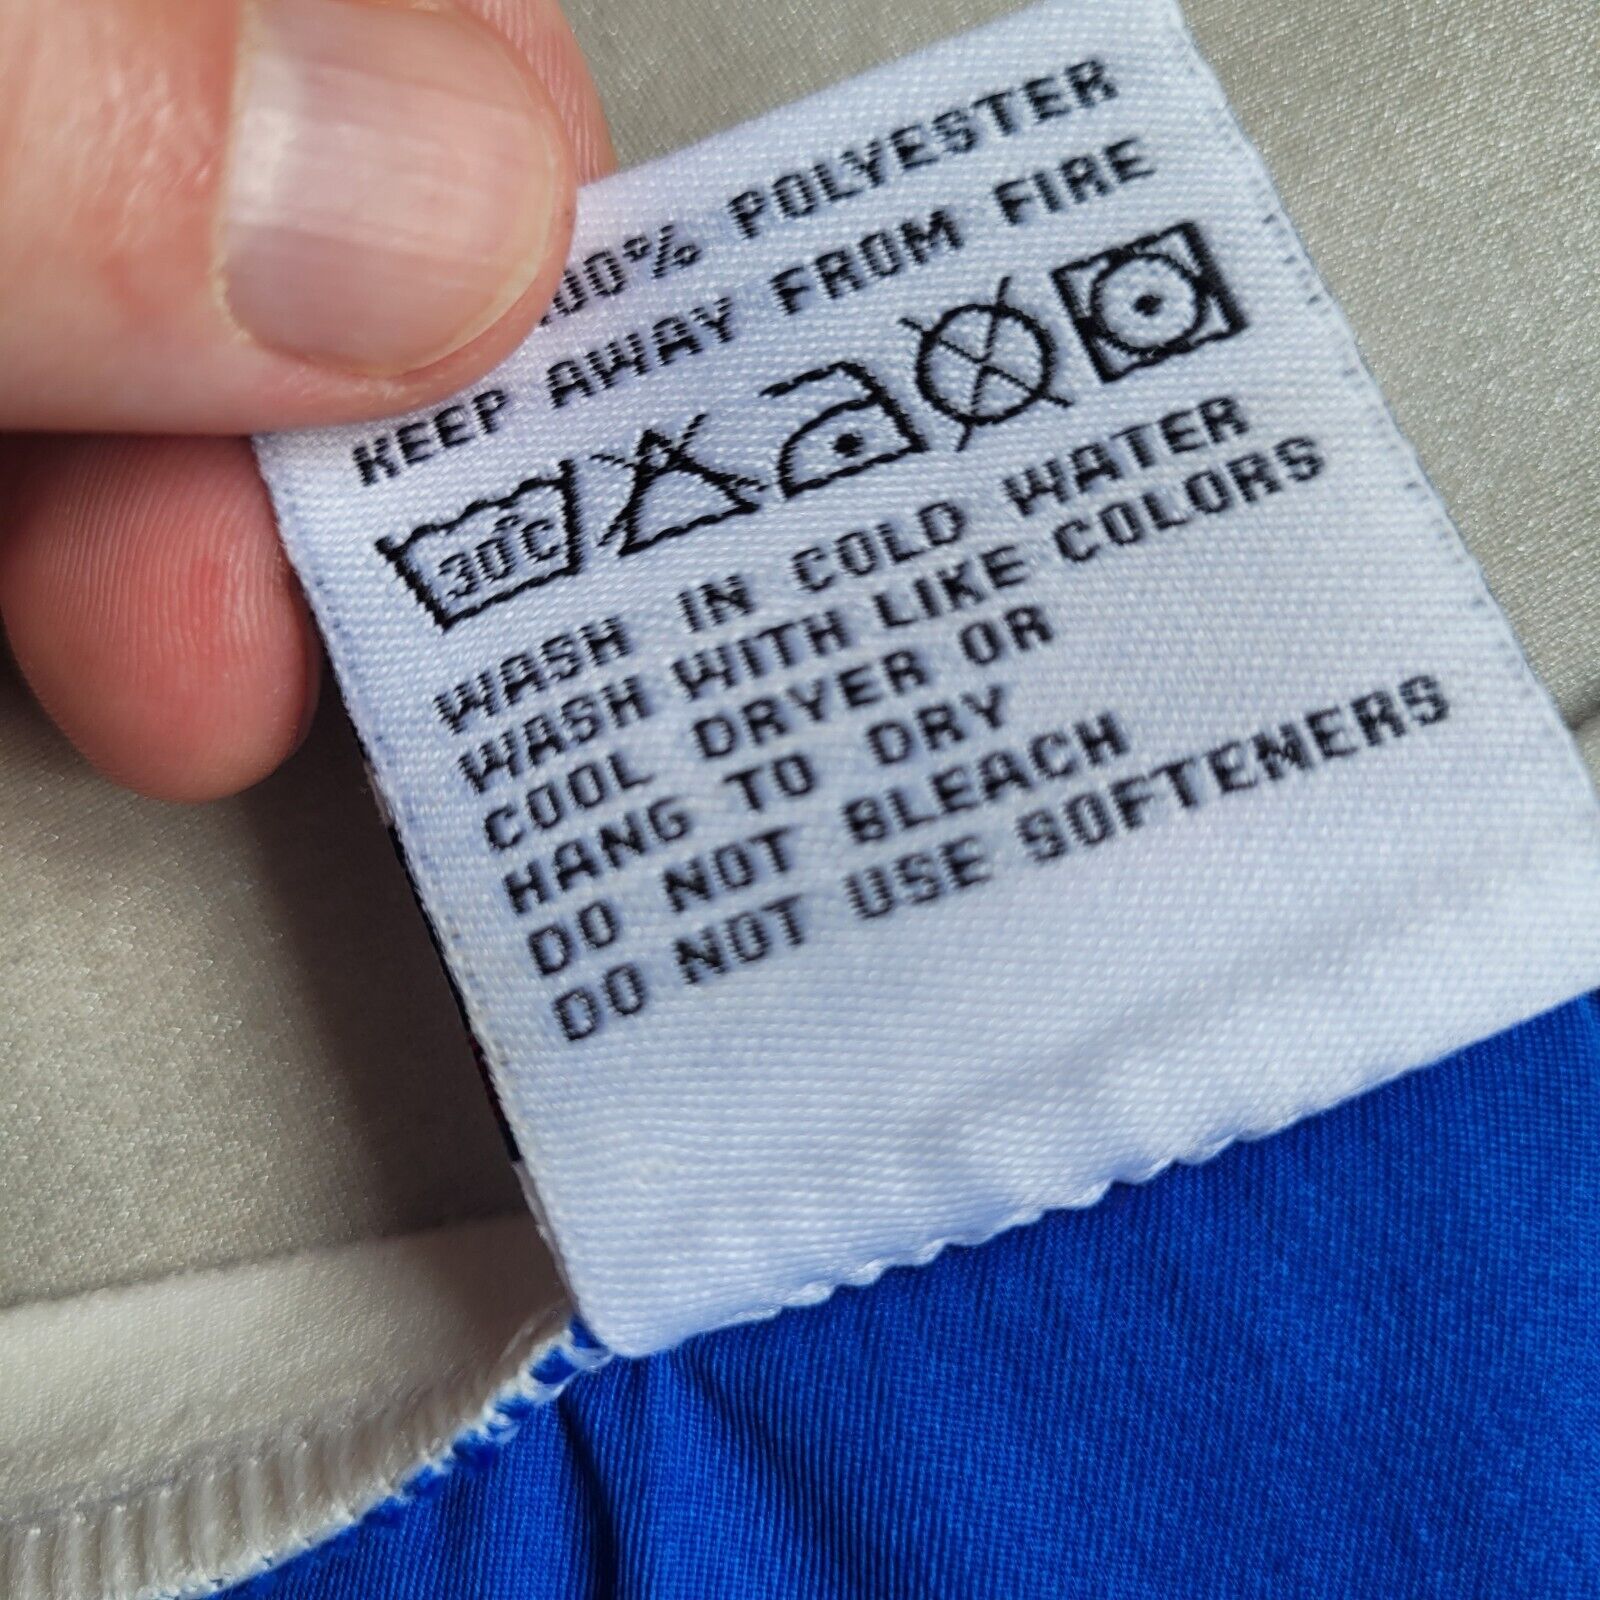 00% POLYESTER
KEEP AWAY FROM FIRE
30°C
WASH IN COLD WATER
WASH WITH LIKE COLORS
COOL DRYER OR
HANG TO DRY
DO NOT BLEACH
DO NOT USE SOFTENERS